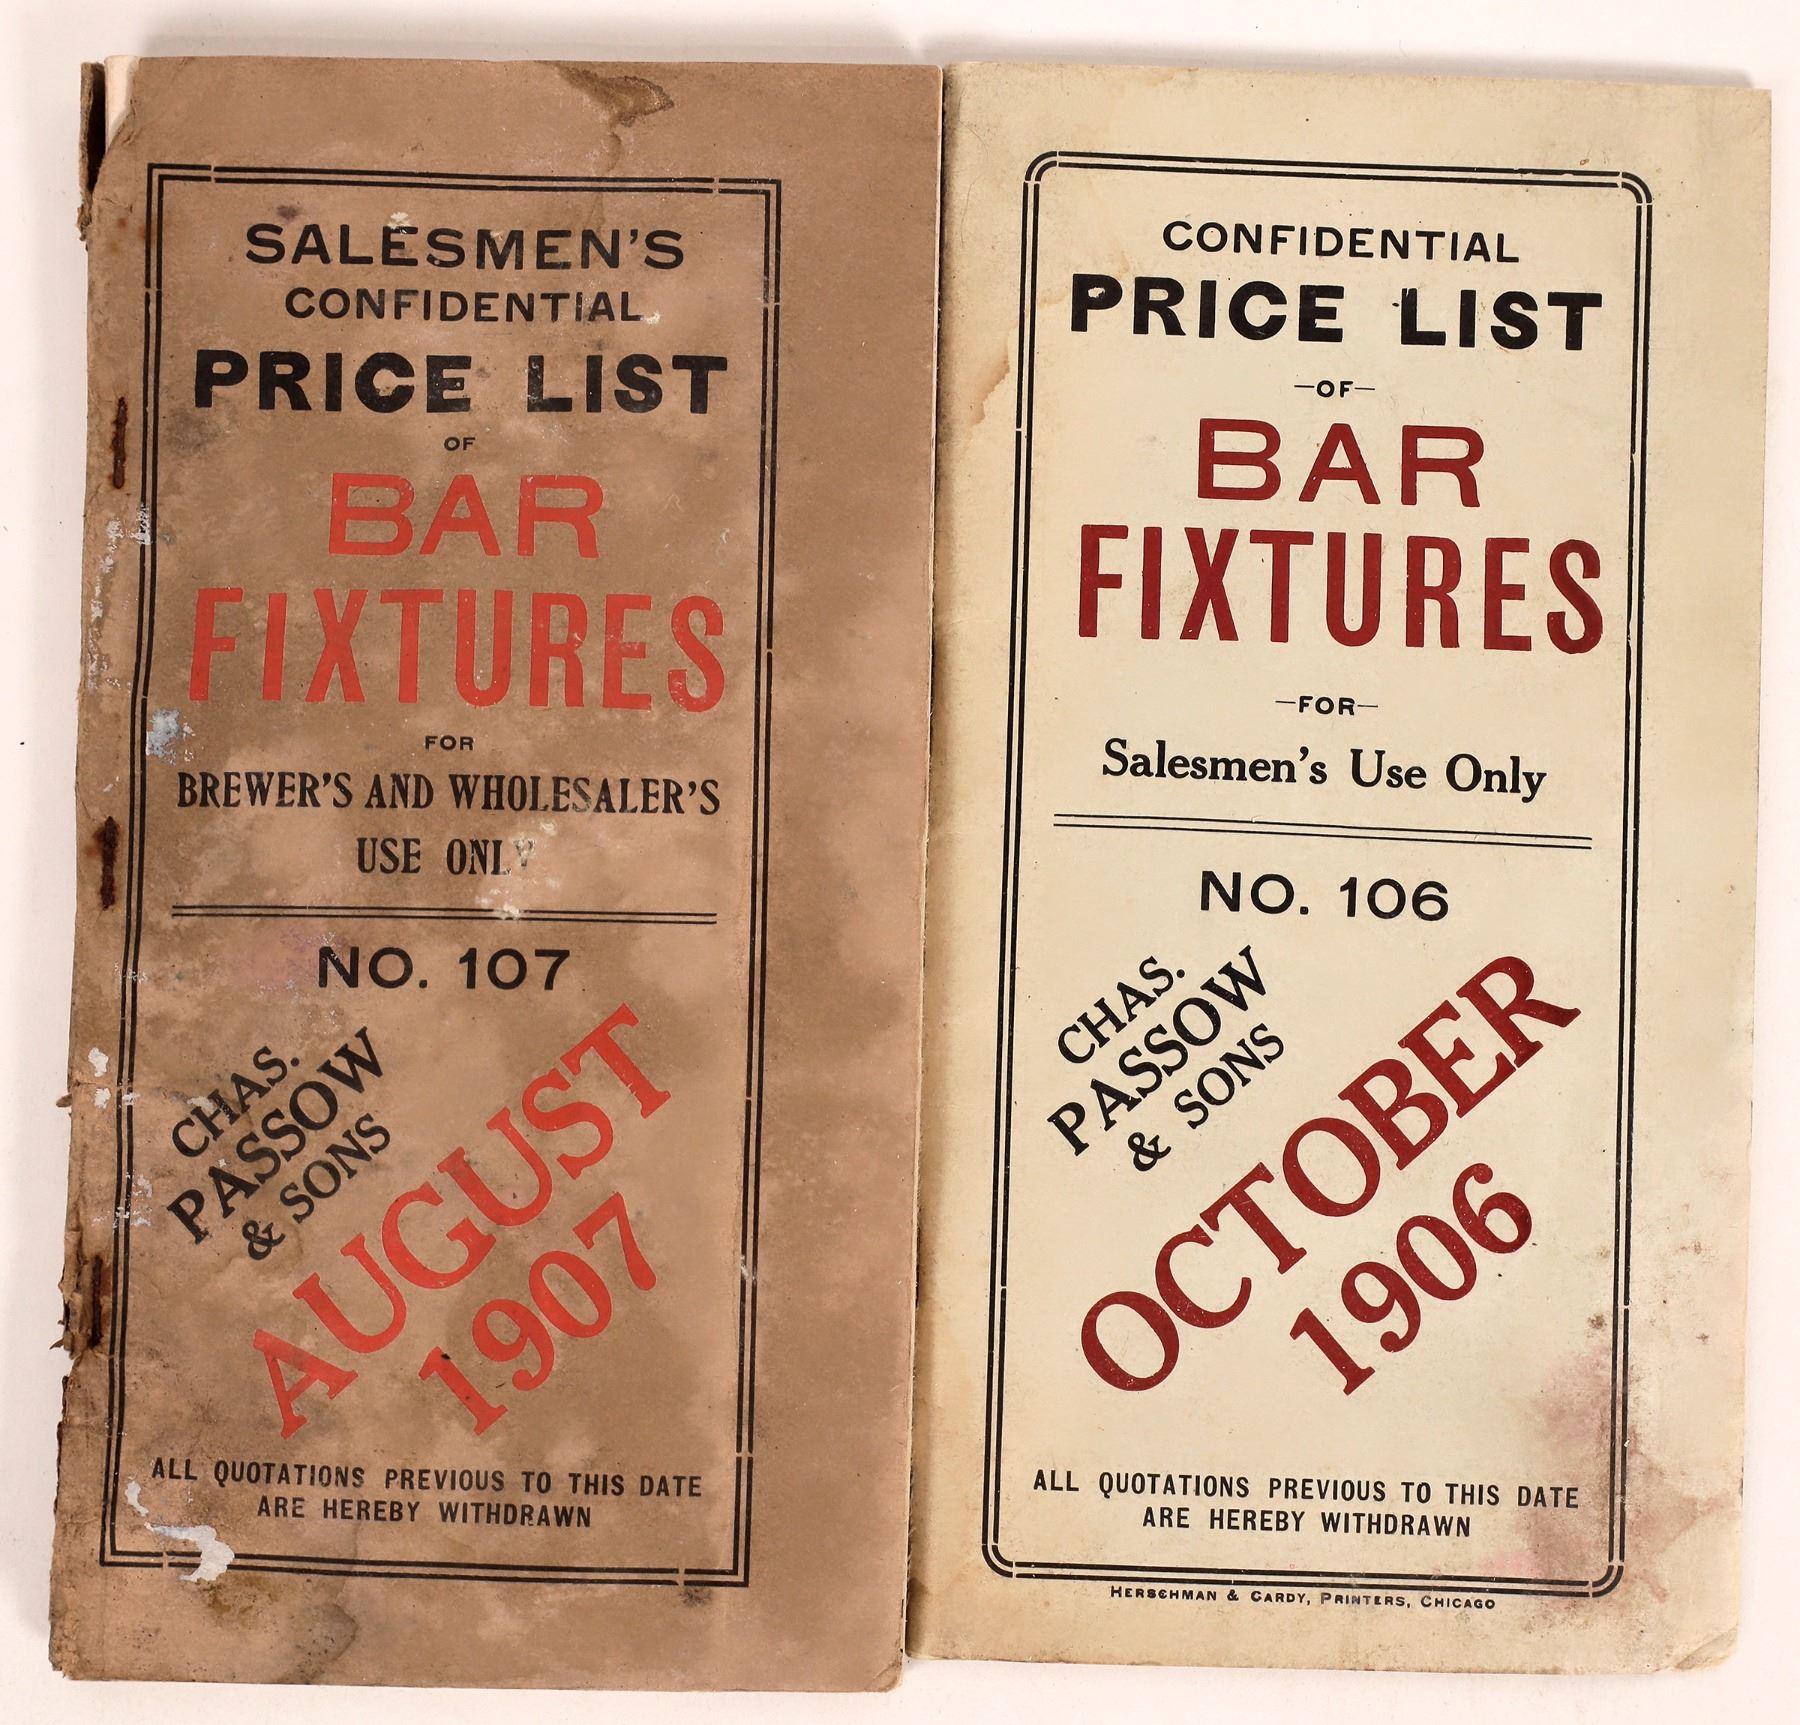 SALESMEN'S
CONFIDENTIAL
PRICE LIST
OF
BAR
FIXTURES
FOR
BREWER'S AND WHOLESALER'S
USE ONLY
NO. 107
CHAS.
PASSOW
& SONS
AUGUST
1907
ALL QUOTATIONS PREVIOUS TO THIS DATE
ARE HEREBY WITHDRAWN
CONFIDENTIAL
PRICE LIST
—OF—
BAR
FIXTURES
—FOR—
Salesmen's Use Only
NO. 106
CHAS.
PASSOW
& SONS
OCTOBER
1906
ALL QUOTATIONS PREVIOUS TO THIS DATE
ARE HEREBY WITHDRAWN
HERSCHMAN & CARDY, PRINTERS, CHICAGO